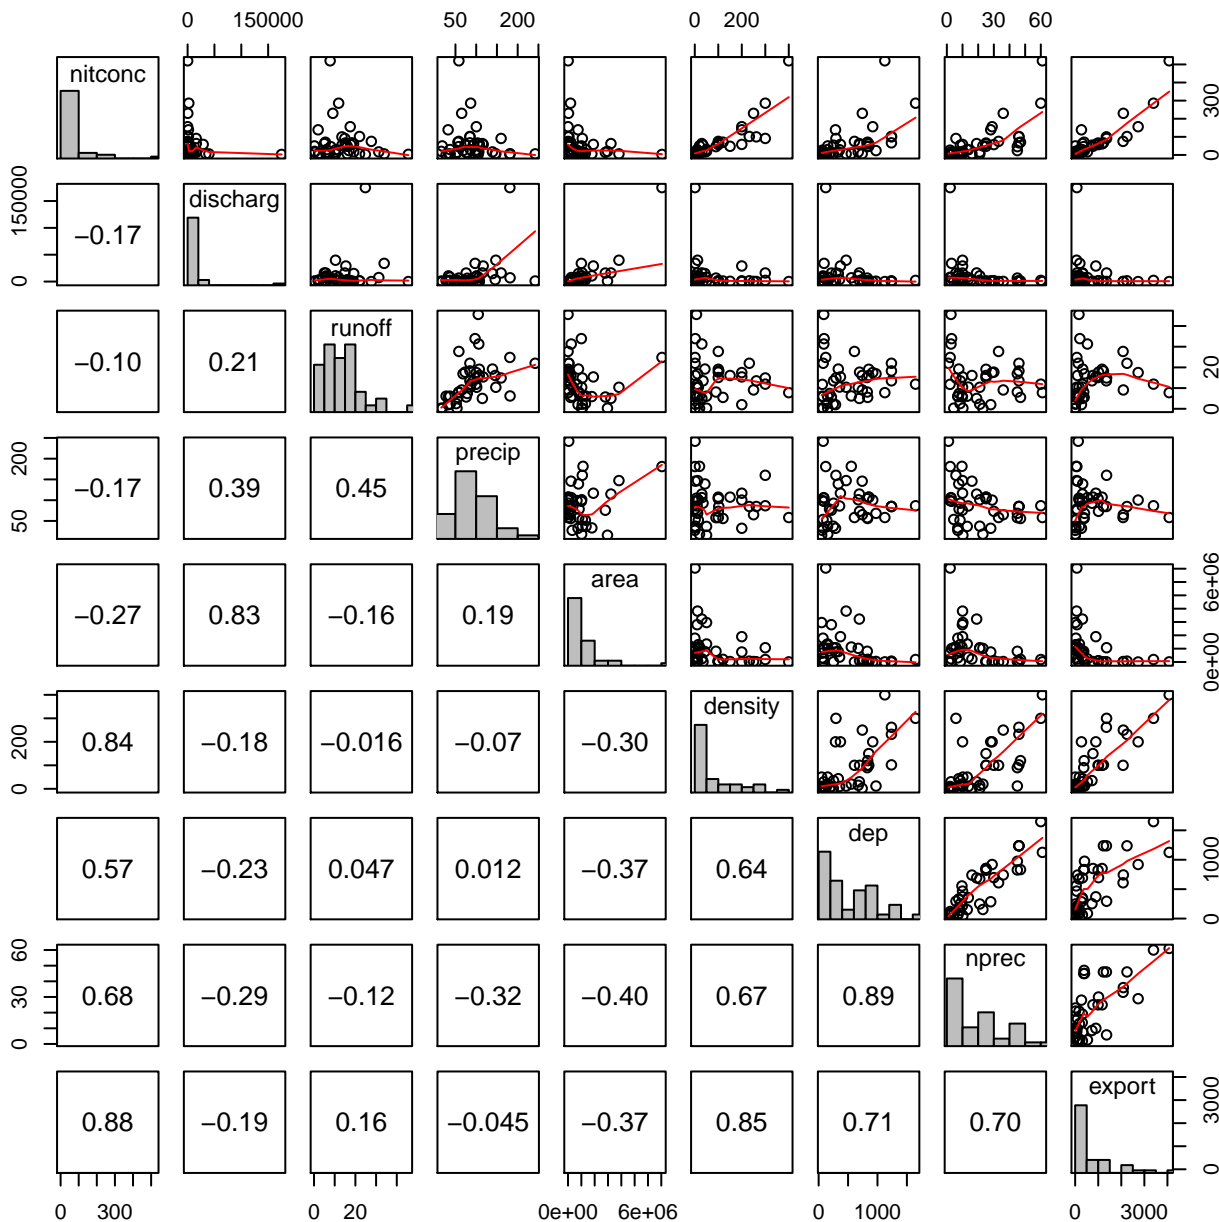 0 150000 50 200 0 200 0 30 60
nitconc
0 300
discharg
0 150000
−0.17
runoff
−0.10 0.21
0 20
precip
50 200
−0.17 0.39 0.45
area
−0.27 0.83 −0.16 0.19
0e+00 6e+06
density
0 200
0.84 −0.18 −0.016 −0.07 −0.30
dep
0.57 −0.23 0.047 0.012 −0.37 0.64
0 1000
nprec
0 30 60
0.68 −0.29 −0.12 −0.32 −0.40 0.67 0.89
export
0.88 −0.19 0.16 −0.045 −0.37 0.85 0.71 0.70
0 3000
0 300 0 20 0e+00 6e+06 0 1000 0 3000